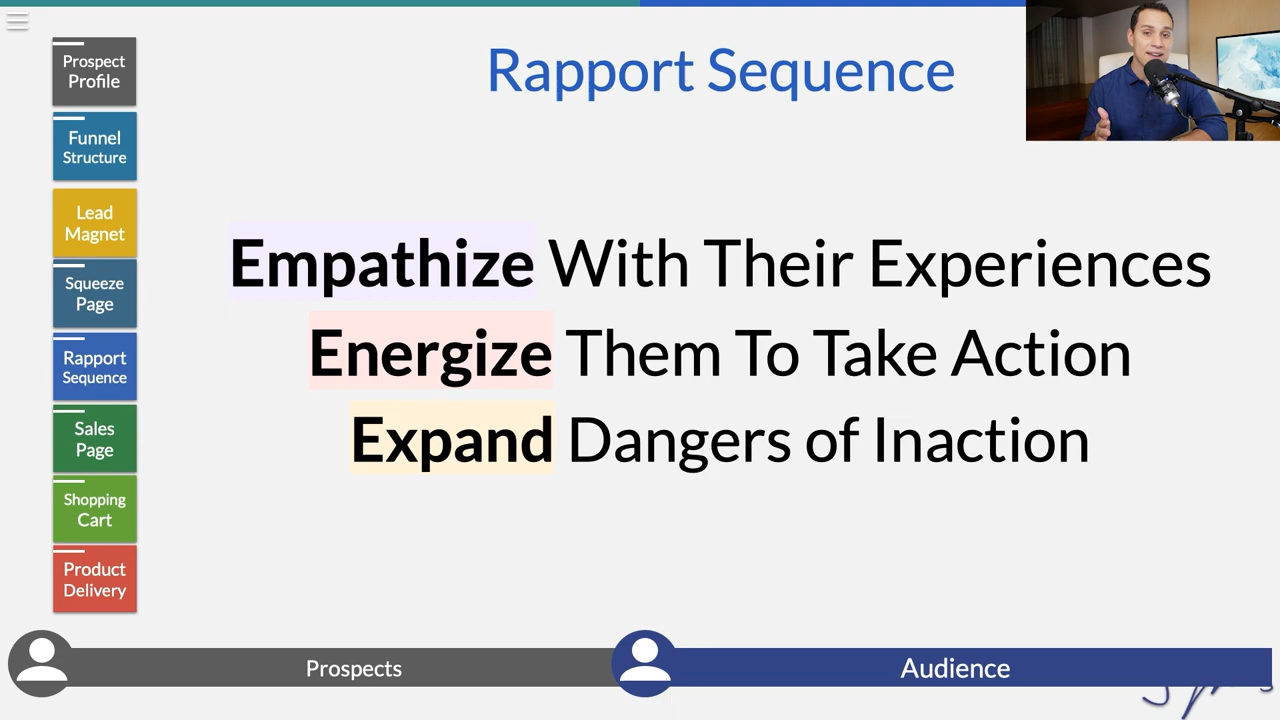 Rapport Sequence
Prospect
Profile
Funnel
Structure
Lead
Magnet
Squeeze
Page
Rapport
Sequence
Sales
Page
Shopping
Cart
Product
Delivery
Empathize With Their Experiences
Energize Them To Take Action
Expand Dangers of Inaction
Prospects
Audience